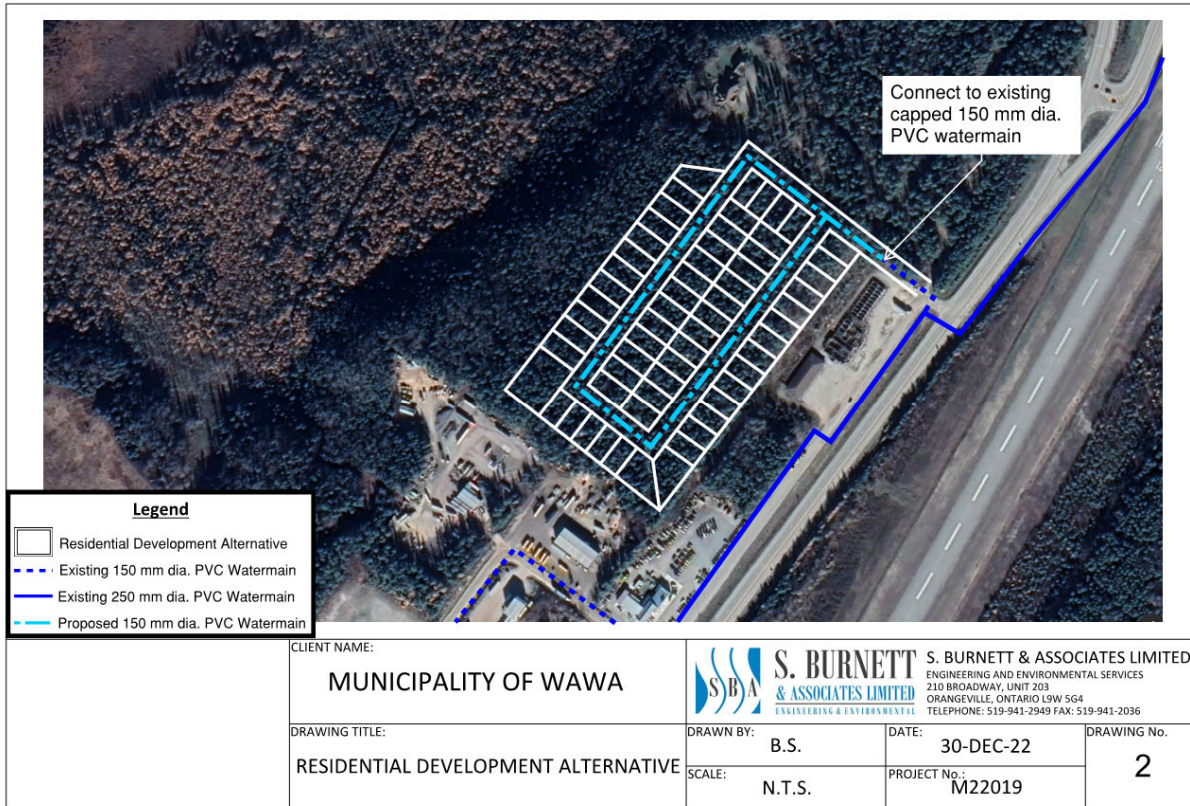 Connect to existing
capped 150 mm dia.
PVC watermain
Legend
Residential Development Alternative
Existing 150 mm dia. PVC Watermain
Existing 250 mm dia. PVC Watermain
Proposed 150 mm dia. PVC Watermain
CLIENT NAME:
MUNICIPALITY OF WAWA
SBA
S. BURNETT
& ASSOCIATES LIMITED
ENGINEERING & ENVIRONMENTAL
S. BURNETT & ASSOCIATES LIMITED
ENGINEERING AND ENVIRONMENTAL SERVICES
210 BROADWAY, UNIT 203
ORANGEVILLE, ONTARIO L9W 5G4
TELEPHONE: 519-941-2949 FAX: 519-941-2036
DRAWING TITLE:
RESIDENTIAL DEVELOPMENT ALTERNATIVE
DRAWN BY:
B.S.
DATE:
30-DEC-22
DRAWING No.
2
SCALE:
N.T.S.
PROJECT No.:
M22019